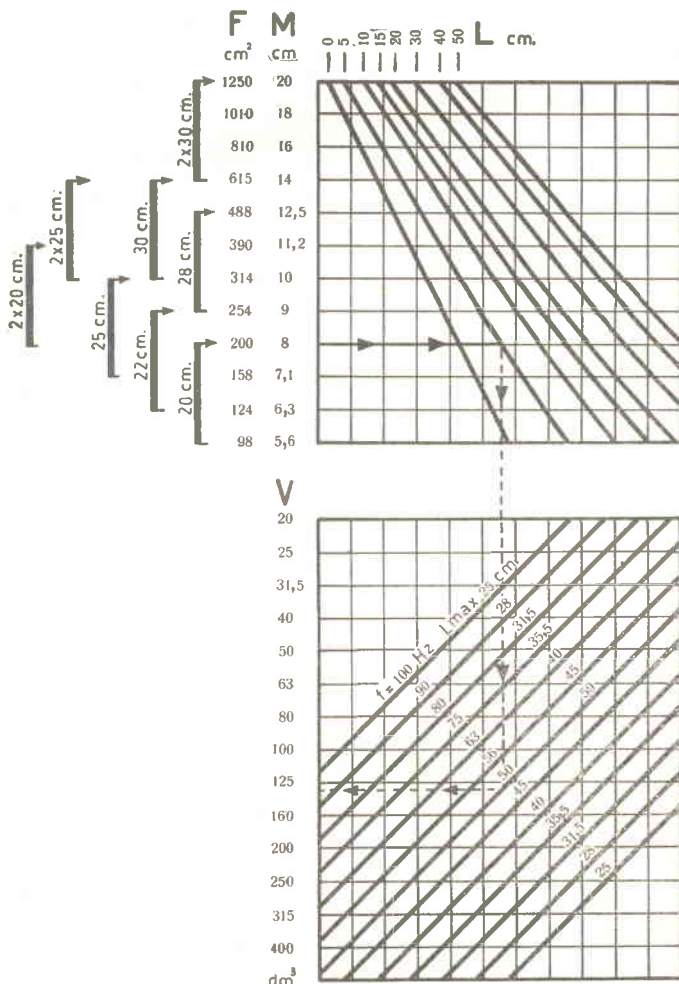 F M L cm.
cm² cm 0 5 10 15 20 30 40 50
1250 20
1010 18
810 16
615 14
488 12,5
390 11,2
314 10
254 9
200 8
158 7,1
124 6,3
98 5,6
2x20 cm.
2x25 cm.
25 cm.
30 cm.
22 cm.
2x30 cm.
28 cm.
20 cm.
V
20
25
31,5
40
50
63
80
100
125
160
200
250
315
400
dm³
f = 100 Hz Lmax 25 cm
90 28
80 31,5
75 35,5
63 40
56 45
50 50
45
40
35,5
31,5
28
25